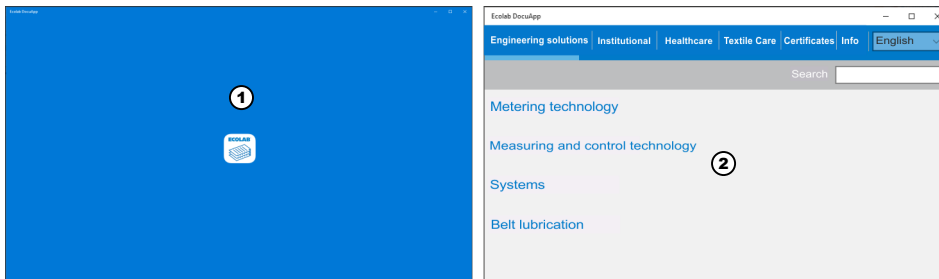 Ecolab DocuApp
1
ECOLAB
Ecolab DocuApp
Engineering solutions Institutional Healthcare Textile Care Certificates Info English
Search
Metering technology
Measuring and control technology
2
Systems
Belt lubrication